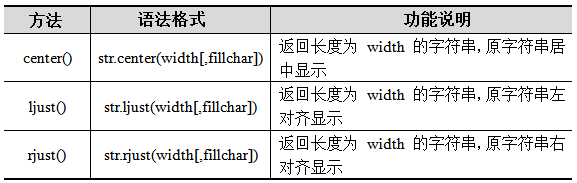 方法 语法格式 功能说明
center() str.center(width[,fillchar]) 返回长度为 width 的字符串,原字符串居
中显示
ljust() str.ljust(width[,fillchar]) 返回长度为 width 的字符串,原字符串左
对齐显示
rjust() str.rjust(width[,fillchar]) 返回长度为 width 的字符串,原字符串右
对齐显示